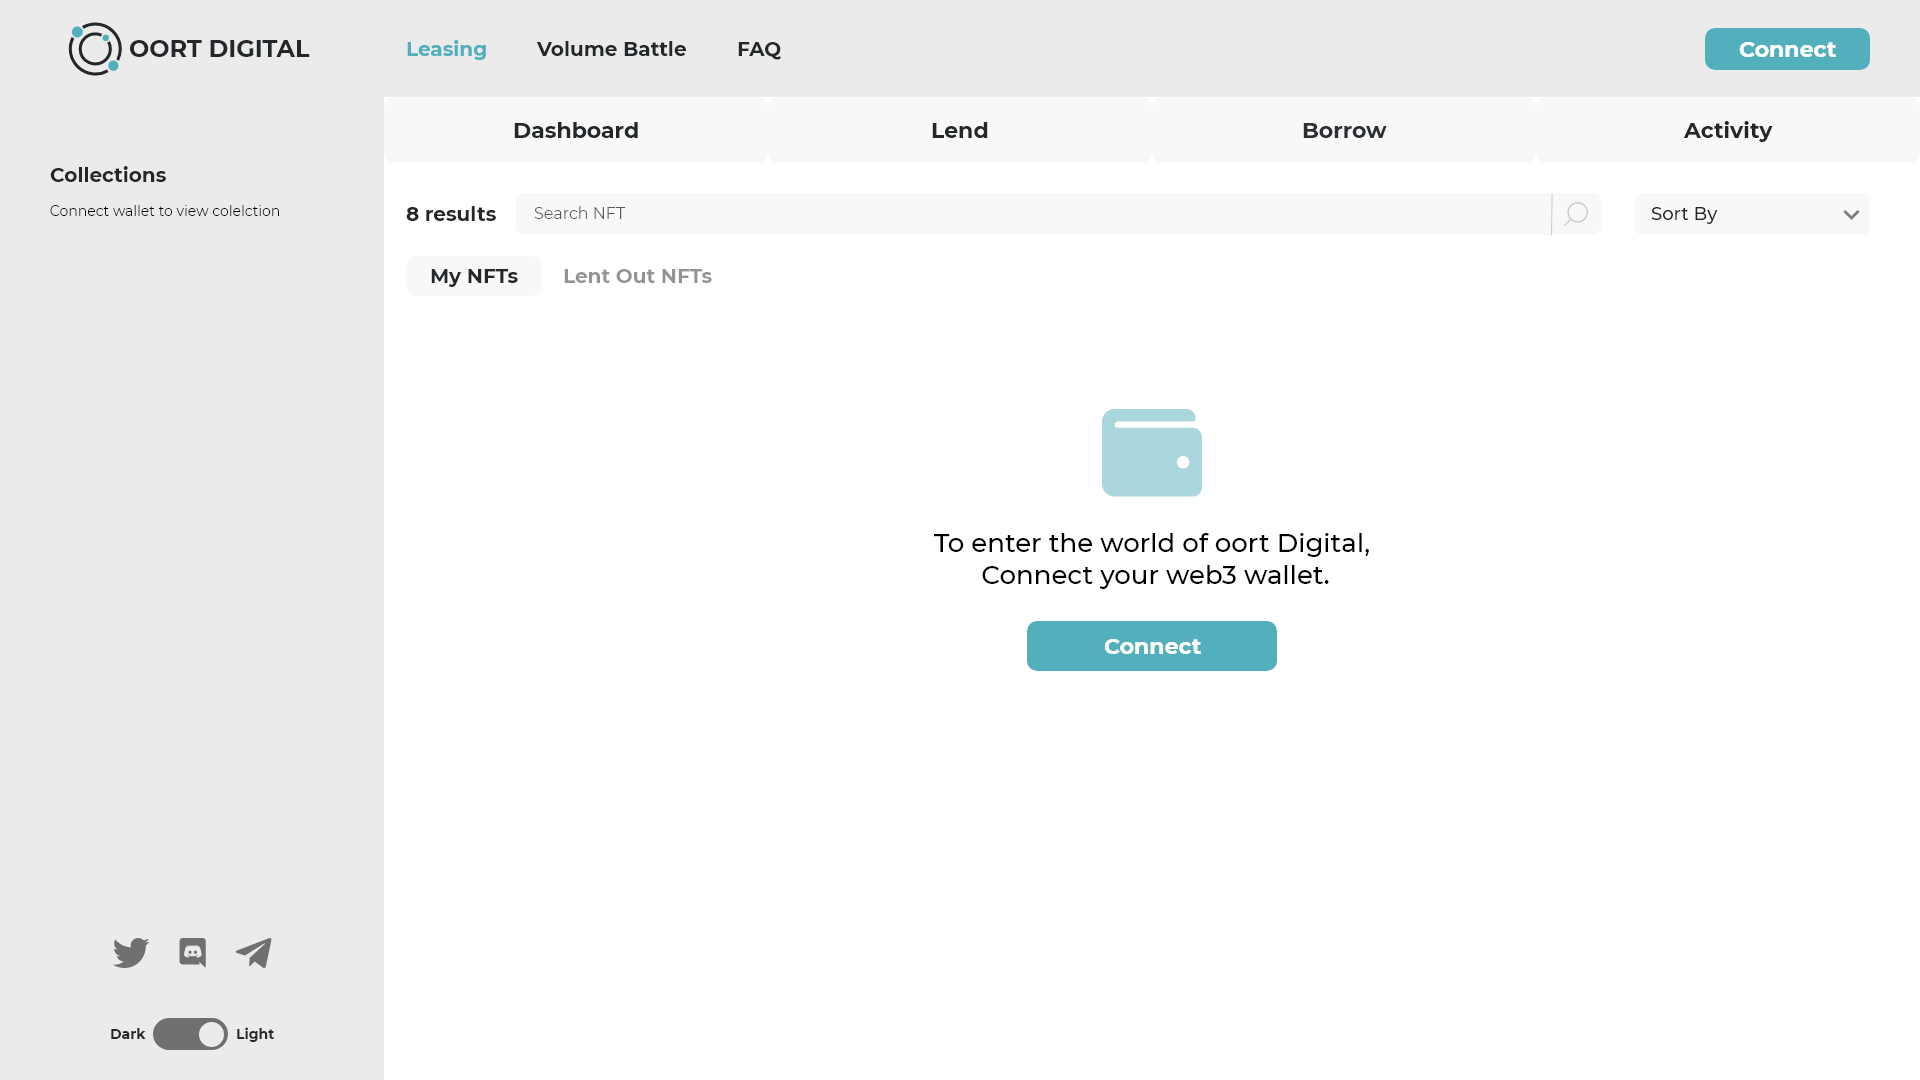 OORT DIGITAL
Leasing
Volume Battle
FAQ
Connect
Dashboard
Lend
Borrow
Activity
Collections
Connect wallet to view colelction
8 results
Search NFT
Sort By
My NFTs
Lent Out NFTs
To enter the world of oort Digital,
Connect your web3 wallet.
Connect
Dark
Light